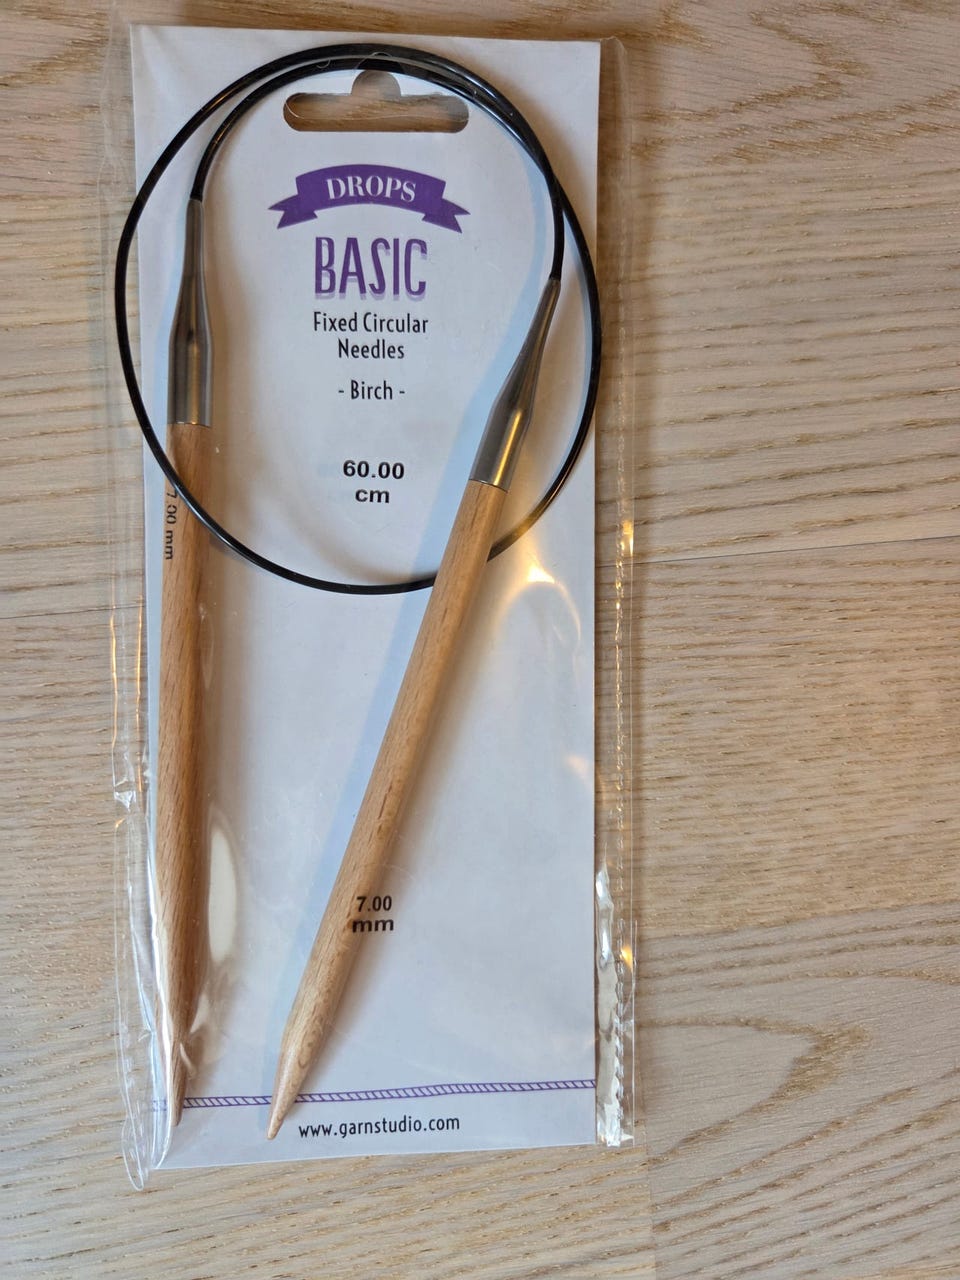 DROPS
BASIC
Fixed Circular
Needles
- Birch -
60.00
cm
7.00 mm
7.00
mm
www.garnstudio.com